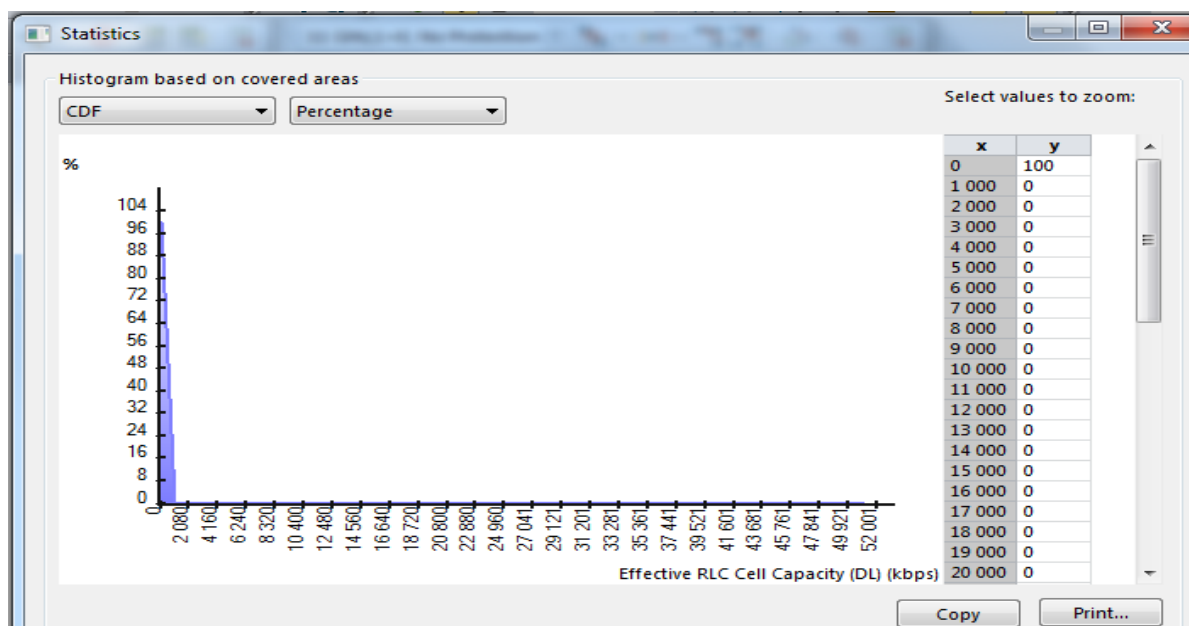 Statistics
Histogram based on covered areas
CDF Percentage
Select values to zoom:
%
104
96
88
80
72
64
56
48
40
32
24
16
8
0
0 2 080 4 160 6 240 8 320 10 400 12 480 14 560 16 640 18 720 20 800 22 880 24 960 27 041 29 121 31 201 33 281 35 361 37 441 39 521 41 601 43 681 45 761 47 841 49 921 52 001
Effective RLC Cell Capacity (DL) (kbps)
x y
0 100
1 000 0
2 000 0
3 000 0
4 000 0
5 000 0
6 000 0
7 000 0
8 000 0
9 000 0
10 000 0
11 000 0
12 000 0
13 000 0
14 000 0
15 000 0
16 000 0
17 000 0
18 000 0
19 000 0
20 000 0
Copy Print...